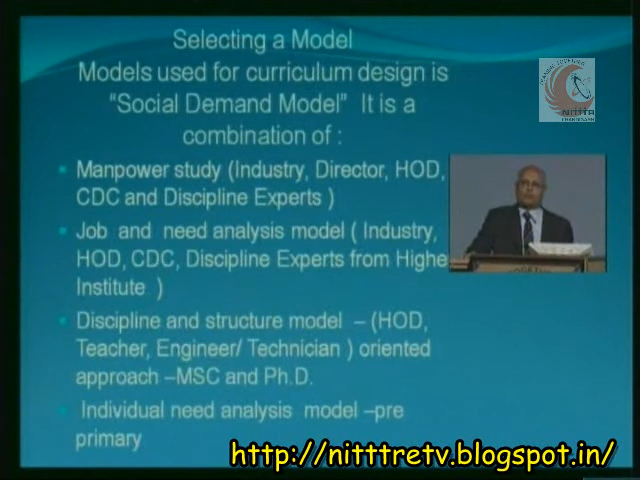 Selecting a Model
Models used for curriculum design is
“Social Demand Model” It is a
combination of :
Manpower study (Industry, Director, HOD,
CDC and Discipline Experts )
Job and need analysis model ( Industry,
HOD, CDC, Discipline Experts from Highe
Institute )
Discipline and structure model – (HOD,
Teacher, Engineer/ Technician ) oriented
approach –MSC and Ph.D.
Individual need analysis model –pre
primary
NITTTR
CHANDIGARH
http://nitttretv.blogspot.in/